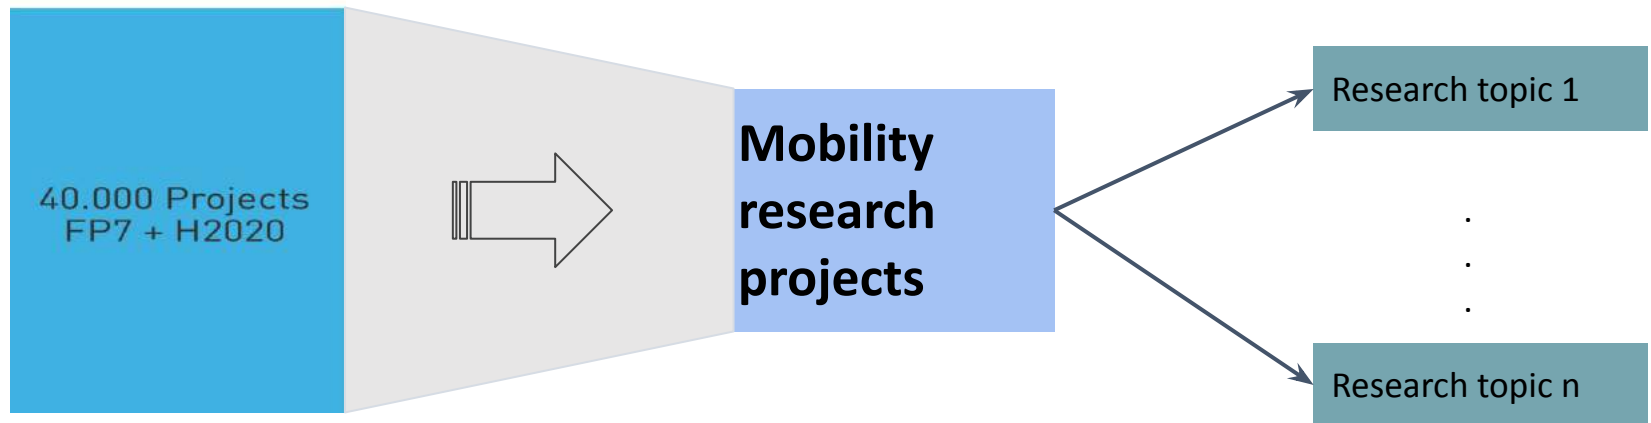 40.000 Projects
FP7 + H2020
Mobility
research
projects
Research topic 1
.
.
.
Research topic n